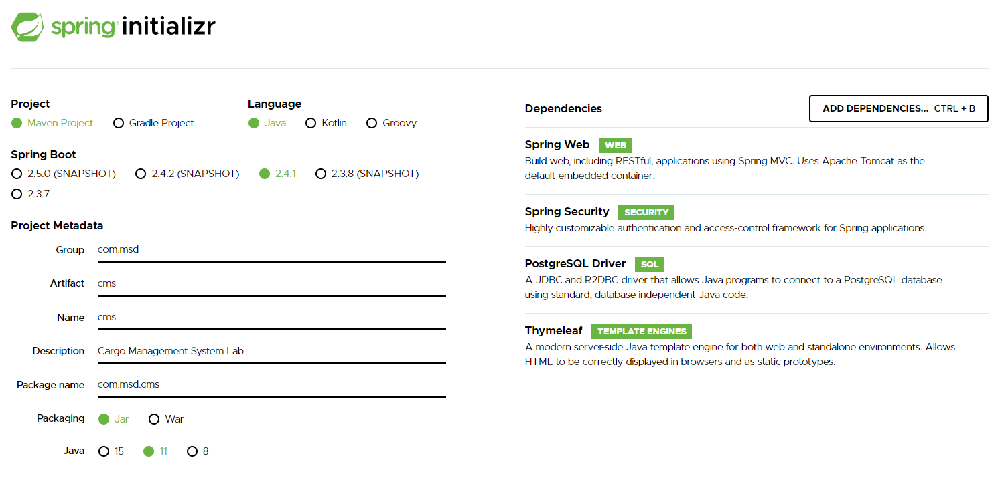 spring initializr
Project
Maven Project Gradle Project
Language
Java Kotlin Groovy
Spring Boot
2.5.0 (SNAPSHOT) 2.4.2 (SNAPSHOT) 2.4.1 2.3.8 (SNAPSHOT)
2.3.7
Project Metadata
Group com.msd
Artifact cms
Name cms
Description Cargo Management System Lab
Package name com.msd.cms
Packaging Jar War
Java 15 11 8
Dependencies
ADD DEPENDENCIES... CTRL + B
Spring Web WEB
Build web, including RESTful, applications using Spring MVC. Uses Apache Tomcat as the
default embedded container.
Spring Security SECURITY
Highly customizable authentication and access-control framework for Spring applications.
PostgreSQL Driver SQL
A JDBC and R2DBC driver that allows Java programs to connect to a PostgreSQL database
using standard, database independent Java code.
Thymeleaf TEMPLATE ENGINES
A modern server-side Java template engine for both web and standalone environments. Allows
HTML to be correctly displayed in browsers and as static prototypes.